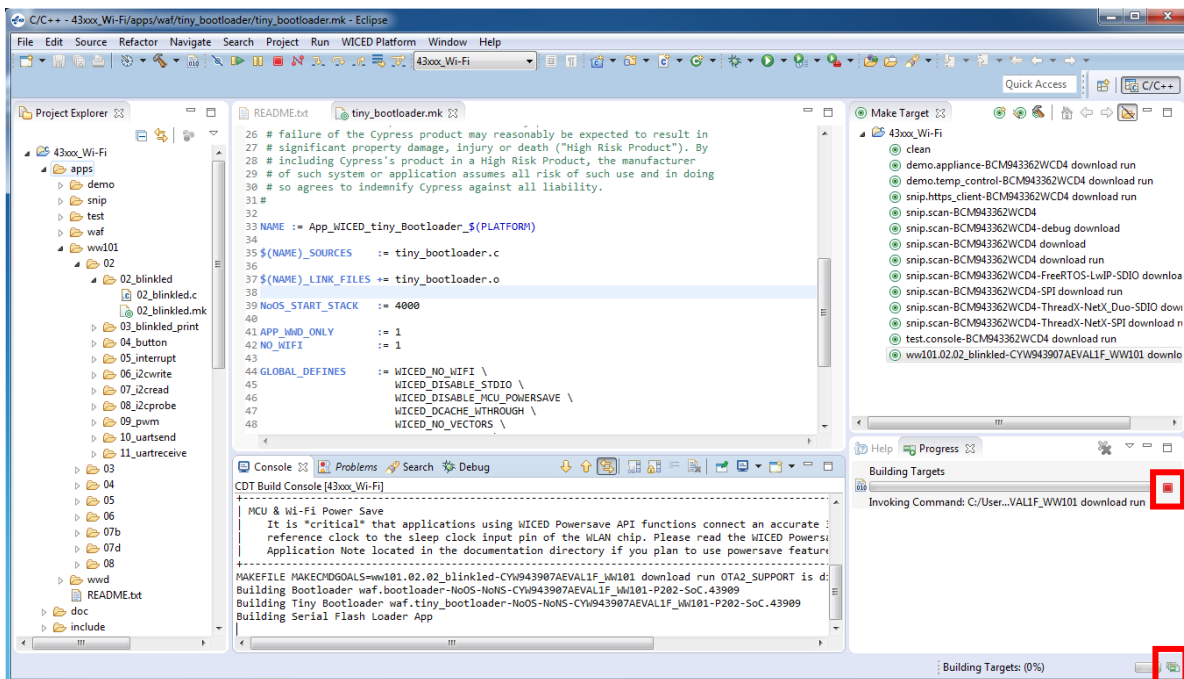 C/C++ - 43xxx_Wi-Fi/apps/waf/tiny_bootloader/tiny_bootloader.mk - Eclipse
File Edit Source Refactor Navigate Search Project Run WICED Platform Window Help
43xxx_Wi-Fi
Quick Access
C/C++
Project Explorer
43xxx_Wi-Fi
apps
demo
snip
test
waf
ww101
02
02_blinkled
02_blinkled.c
02_blinkled.mk
03_blinkled_print
04_button
05_interrupt
06_i2cwrite
07_i2cread
08_i2cprobe
09_pwm
10_uartsend
11_uartreceive
03
04
05
06
07b
07d
08
wwd
README.txt
doc
include
README.txt tiny_bootloader.mk
26 # failure of the Cypress product may reasonably be expected to result in
27 # significant property damage, injury or death ("High Risk Product"). By
28 # including Cypress's product in a High Risk Product, the manufacturer
29 # of such system or application assumes all risk of such use and in doing
30 # so agrees to indemnify Cypress against all liability.
31 #
32
33 NAME := App_WICED_tiny_Bootloader_$(PLATFORM)
34
35 $(NAME)_SOURCES := tiny_bootloader.c
36
37 $(NAME)_LINK_FILES += tiny_bootloader.o
38
39 NoOS_START_STACK := 4000
40
41 APP_WWD_ONLY := 1
42 NO_WIFI := 1
43
44 GLOBAL_DEFINES := WICED_NO_WIFI \
45 WICED_DISABLE_STDIO \
46 WICED_DISABLE_MCU_POWERSAVE \
47 WICED_DCACHE_WTHROUGH \
48 WICED_NO_VECTORS \
Console Problems Search Debug
CDT Build Console [43xxx_Wi-Fi]
| MCU & Wi-Fi Power Save
| It is *critical* that applications using WICED Powersave API functions connect an accurate
| reference clock to the sleep clock input pin of the WLAN chip. Please read the WICED Powersa
| Application Note located in the documentation directory if you plan to use powersave feature
MAKEFILE MAKECMDGOALS=ww101.02.02_blinkled-CYW943907AEVAL1F_WW101 download run OTA2_SUPPORT is di
Building Bootloader waf.bootloader-NoOS-NoNS-CYW943907AEVAL1F_WW101-P202-SoC.43909
Building Tiny Bootloader waf.tiny_bootloader-NoOS-NoNS-CYW943907AEVAL1F_WW101-P202-SoC.43909
Building Serial Flash Loader App
Make Target
43xxx_Wi-Fi
clean
demo.appliance-BCM943362WCD4 download run
demo.temp_control-BCM943362WCD4 download run
snip.https_client-BCM943362WCD4 download run
snip.scan-BCM943362WCD4
snip.scan-BCM943362WCD4-debug download
snip.scan-BCM943362WCD4 download
snip.scan-BCM943362WCD4 download run
snip.scan-BCM943362WCD4-FreeRTOS-LwIP-SDIO downloa
snip.scan-BCM943362WCD4-SPI download run
snip.scan-BCM943362WCD4-ThreadX-NetX_Duo-SDIO dow
snip.scan-BCM943362WCD4-ThreadX-NetX-SPI download r
test.console-BCM943362WCD4 download run
ww101.02.02_blinkled-CYW943907AEVAL1F_WW101 downlo
Help Progress
Building Targets
Invoking Command: C:/User...VAL1F_WW101 download run
Building Targets: (0%)